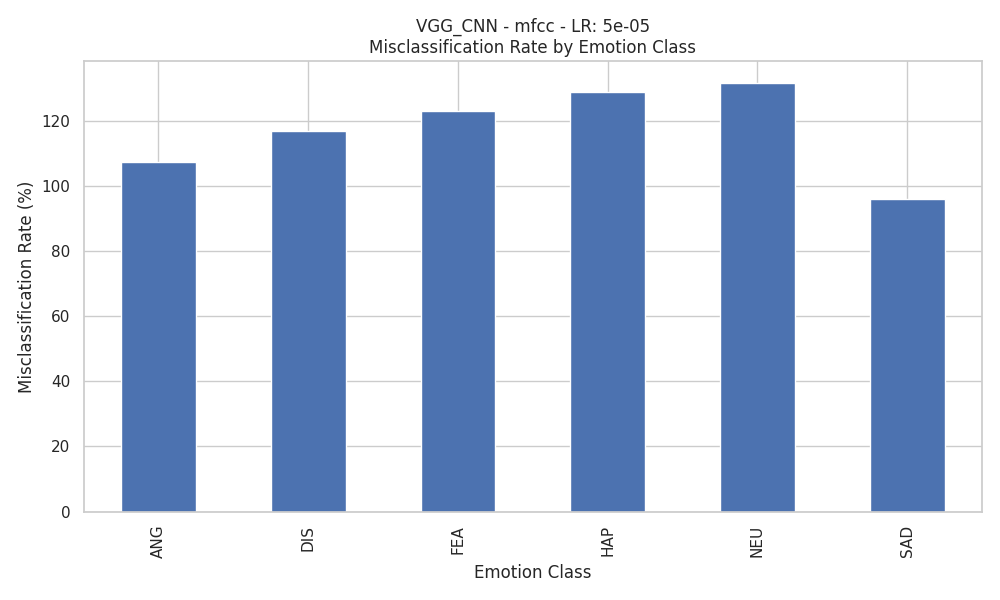 VGG_CNN - mfcc - LR: 5e-05
Misclassification Rate by Emotion Class
Misclassification Rate (%)
120
100
80
60
40
20
0
ANG
DIS
FEA
HAP
NEU
SAD
Emotion Class